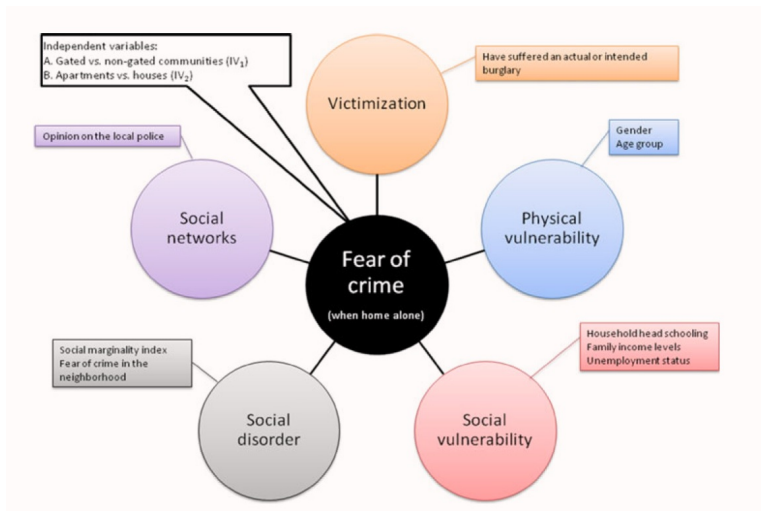 Independent variables:
A. Gated vs. non-gated communities (IV₁)
B. Apartments vs. houses (IV₂)
Victimization
Have suffered an actual or intended
burglary
Opinion on the local police
Gender
Age group
Social
networks
Physical
vulnerability
Fear of
crime
(when home alone)
Social marginality index
Fear of crime in the
neighborhood
Household head schooling
Family income levels
Unemployment status
Social
disorder
Social
vulnerability